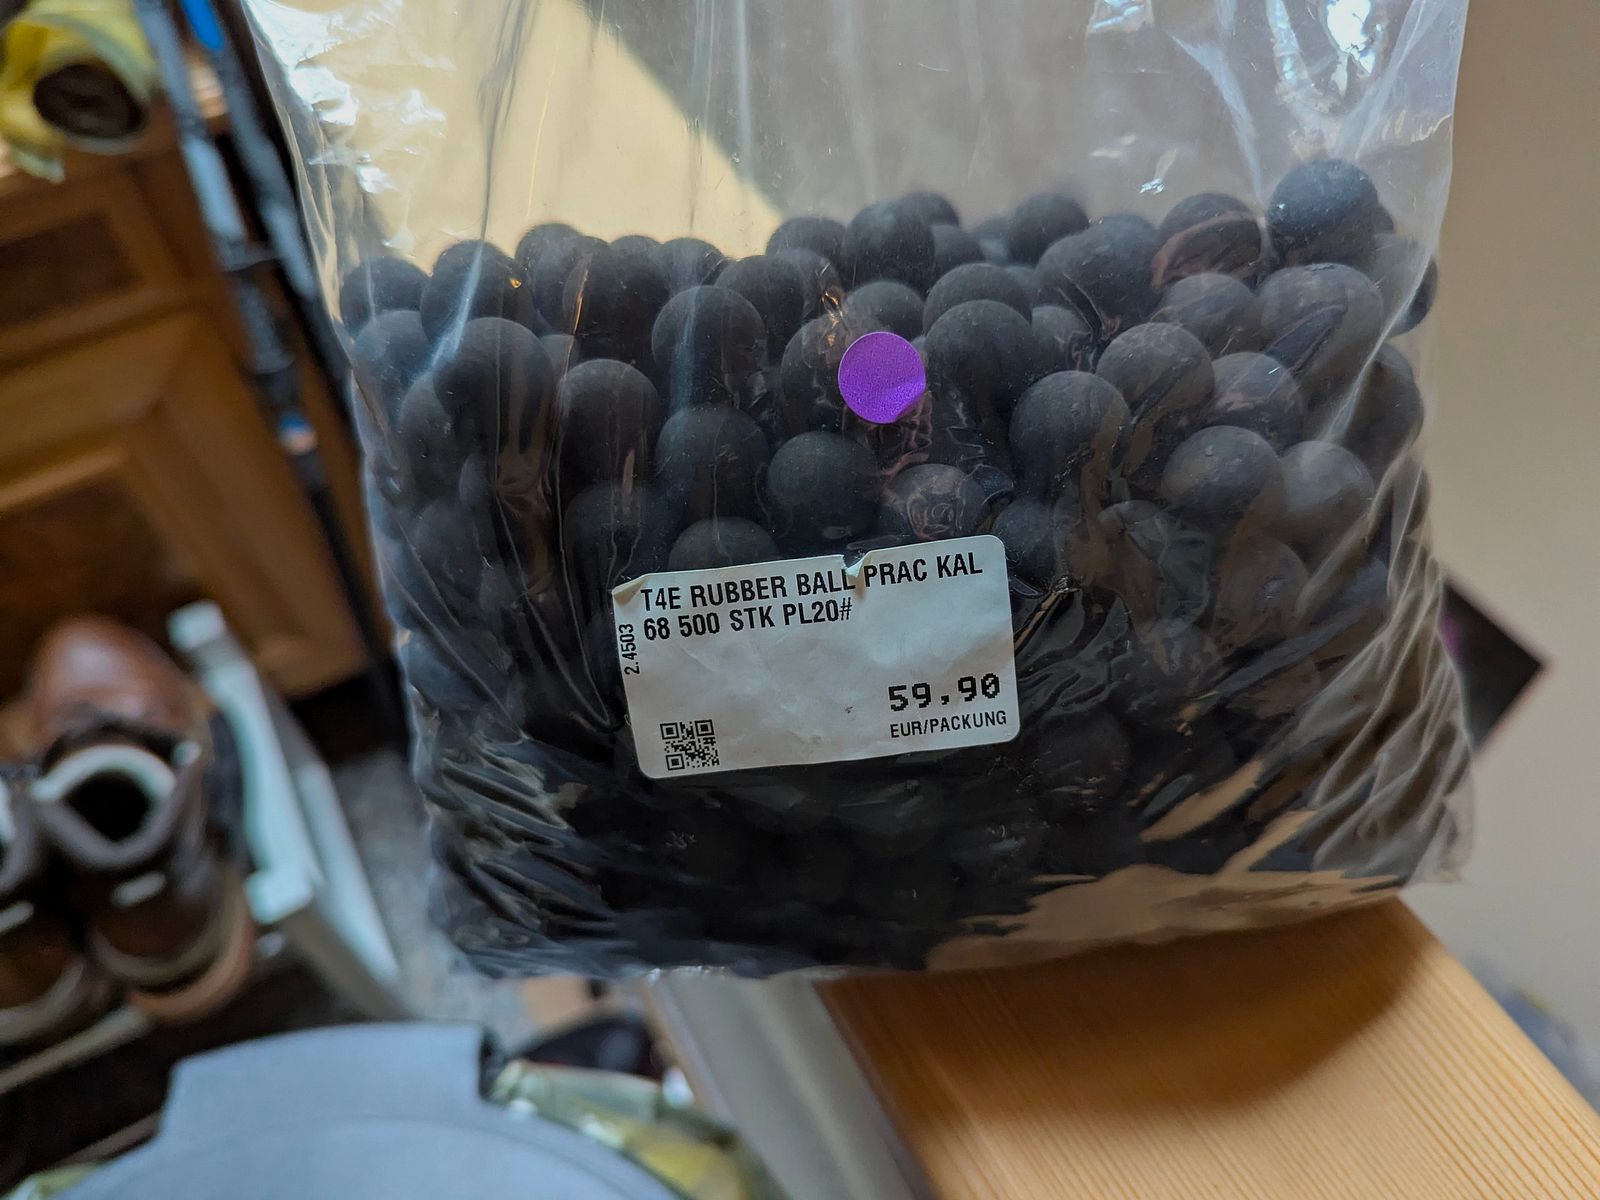 T4E RUBBER BALL PRAC KAL
68 500 STK PL20#
2.4503
59,90
EUR/PACKUNG